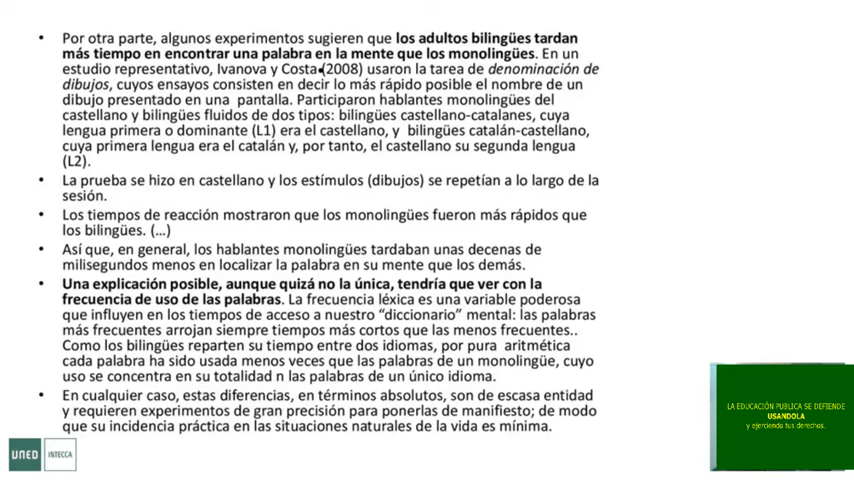 • Por otra parte, algunos experimentos sugieren que los adultos bilingües tardan
más tiempo en encontrar una palabra en la mente que los monolingües. En un
estudio representativo, Ivanova y Costa (2008) usaron la tarea de denominación de
dibujos, cuyos ensayos consisten en decir lo más rápido posible el nombre de un
dibujo presentado en una pantalla. Participaron hablantes monolingües del
castellano y bilingües fluidos de dos tipos: bilingües castellano-catalanes, cuya
lengua primera o dominante (L1) era el castellano, y bilingües catalán-castellano,
cuya primera lengua era el catalán y, por tanto, el castellano su segunda lengua
(L2).
• La prueba se hizo en castellano y los estímulos (dibujos) se repetían a lo largo de la
sesión.
• Los tiempos de reacción mostraron que los monolingües fueron más rápidos que
los bilingües. (...)
• Así que, en general, los hablantes monolingües tardaban unas decenas de
milisegundos menos en localizar la palabra en su mente que los demás.
• Una explicación posible, aunque quizá no la única, tendría que ver con la
frecuencia de uso de las palabras. La frecuencia léxica es una variable poderosa
que influyen en los tiempos de acceso a nuestro “diccionario” mental: las palabras
más frecuentes arrojan siempre tiempos más cortos que las menos frecuentes..
Como los bilingües reparten su tiempo entre dos idiomas, por pura aritmética
cada palabra ha sido usada menos veces que las palabras de un monolingüe, cuyo
uso se concentra en su totalidad n las palabras de un único idioma.
• En cualquier caso, estas diferencias, en términos absolutos, son de escasa entidad
y requieren experimentos de gran precisión para ponerlas de manifiesto; de modo
que su incidencia práctica en las situaciones naturales de la vida es mínima.
LA EDUCACIÓN PUBLICA SE DEFIENDE
USANDOLA
y ejerciendo tus derechos.
UNED INTECCA